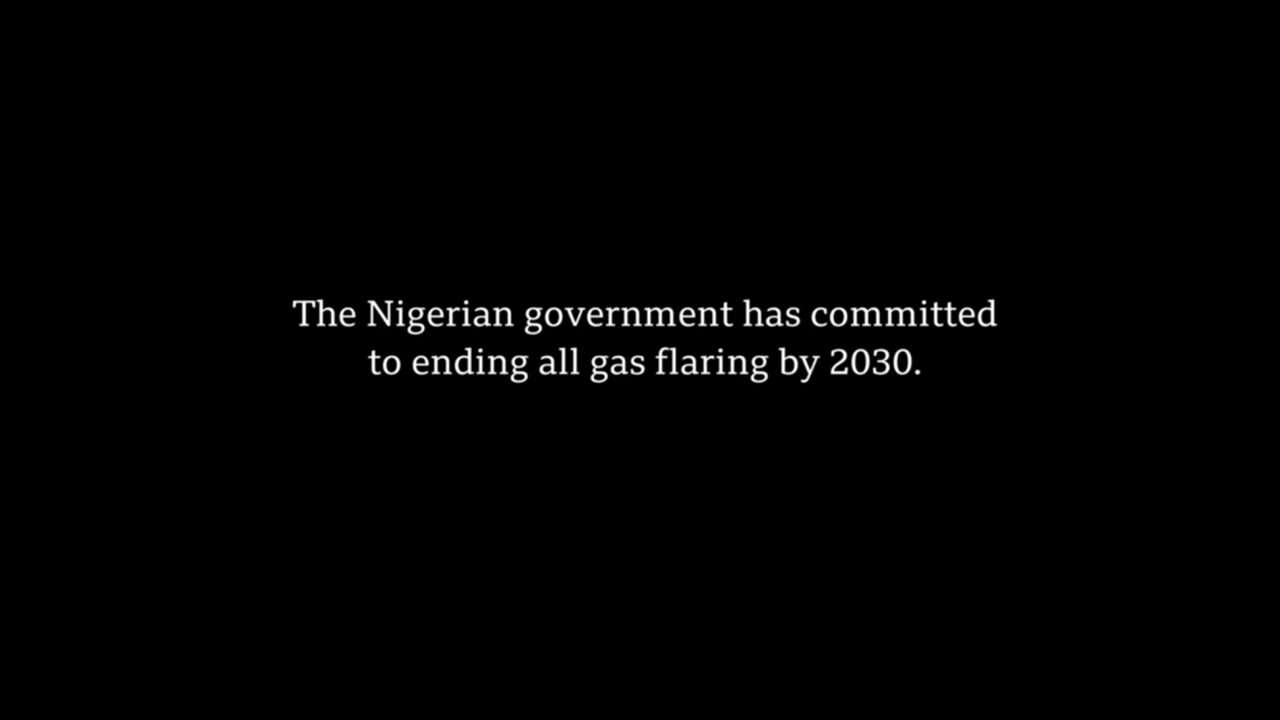 The Nigerian government has committed
to ending all gas flaring by 2030.